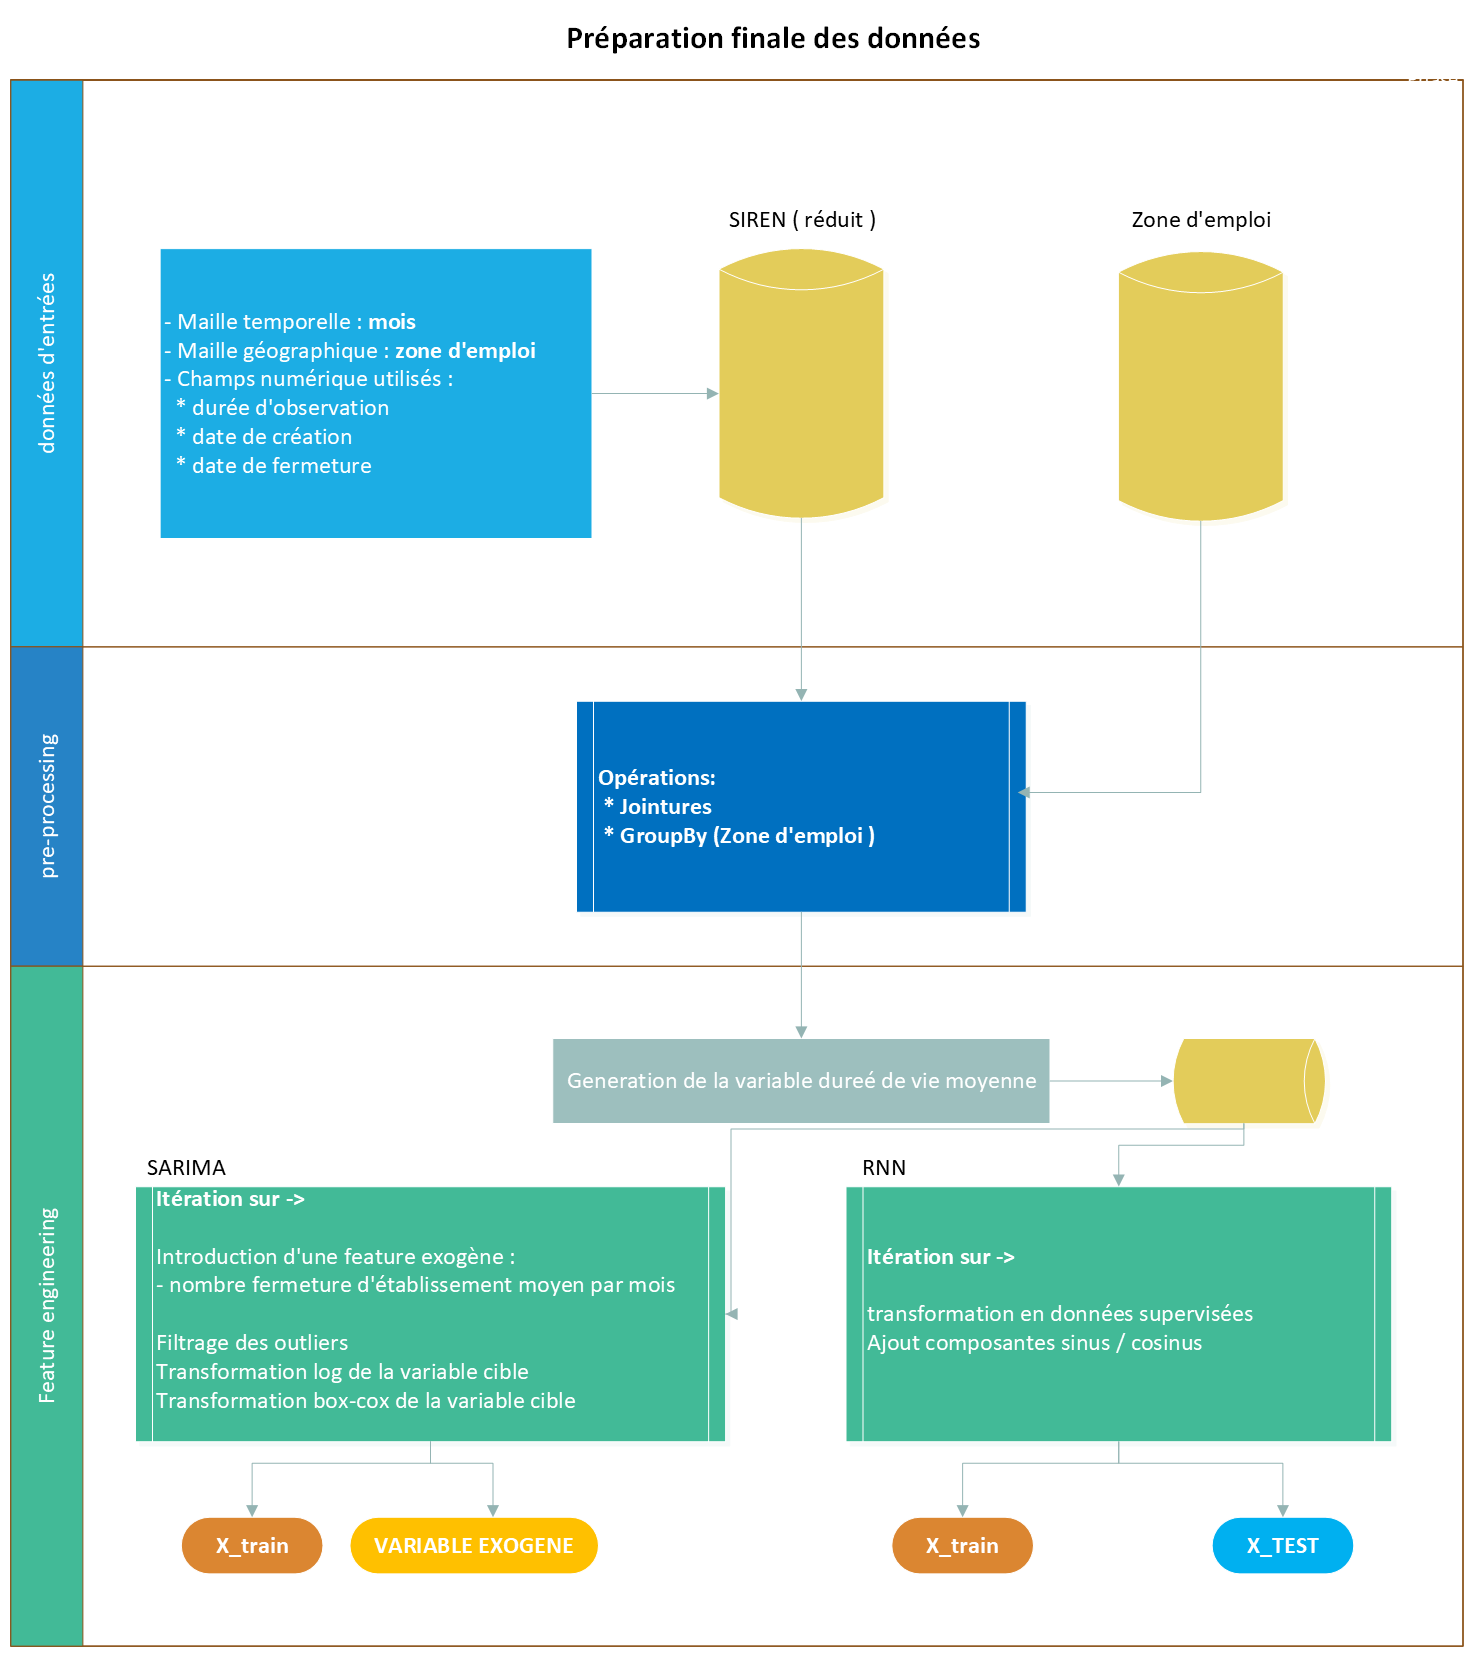 Préparation finale des données
données d'entrées
SIREN ( réduit )
Zone d'emploi
- Maille temporelle : mois
- Maille géographique : zone d'emploi
- Champs numérique utilisés :
* durée d'observation
* date de création
* date de fermeture
pre-processing
Opérations:
* Jointures
* GroupBy (Zone d'emploi )
Feature engineering
Generation de la variable dureé de vie moyenne
SARIMA
Itération sur ->
Introduction d'une feature exogène :
- nombre fermeture d'établissement moyen par mois
Filtrage des outliers
Transformation log de la variable cible
Transformation box-cox de la variable cible
RNN
Itération sur ->
transformation en données supervisées
Ajout composantes sinus / cosinus
X_train
VARIABLE EXOGENE
X_train
X_TEST